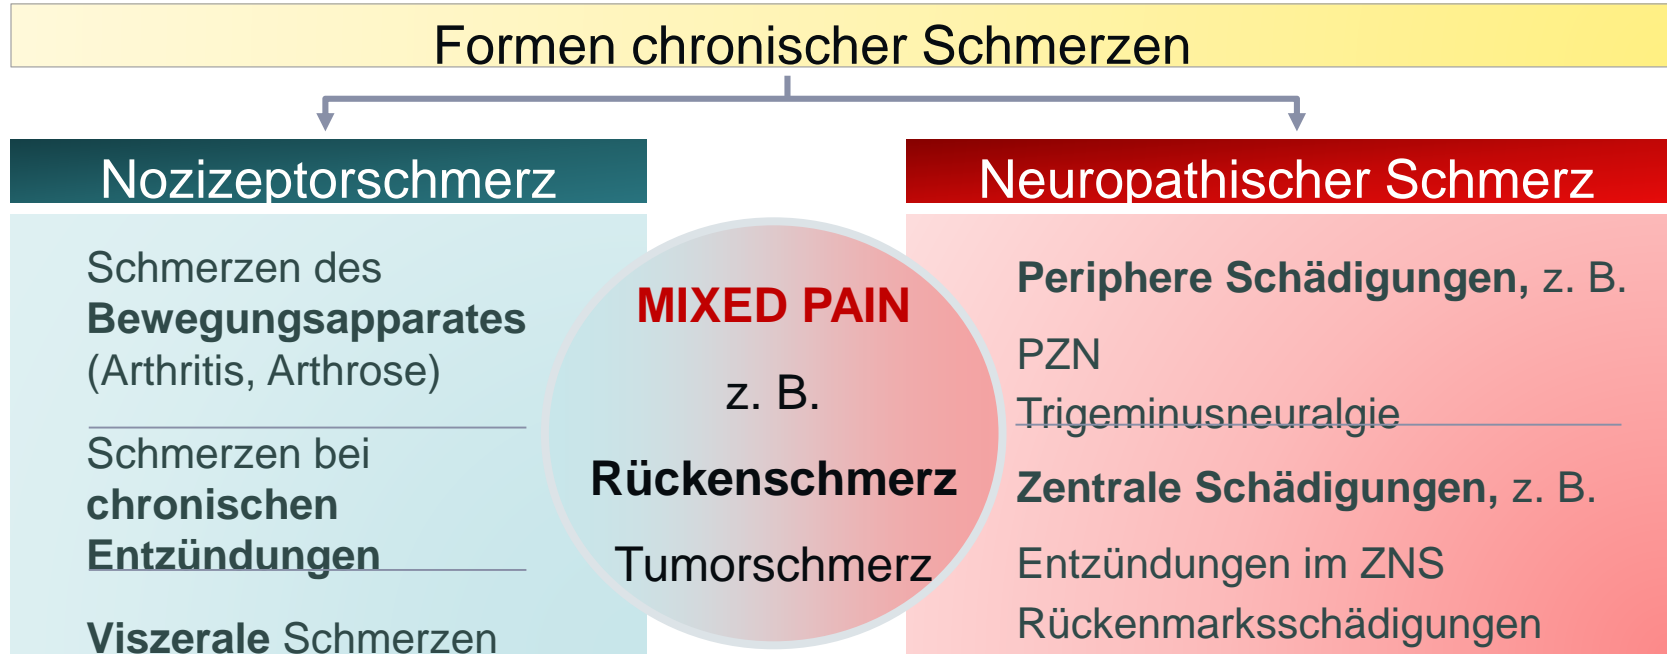 Formen chronischer Schmerzen
Nozizeptorschmerz
Schmerzen des
Bewegungsapparates
(Arthritis, Arthrose)
Schmerzen bei
chronischen
Entzündungen
Viszerale Schmerzen
MIXED PAIN
z. B.
Rückenschmerz
Tumorschmerz
Neuropathischer Schmerz
Periphere Schädigungen, z. B.
PZN
Trigeminusneuralgie
Zentrale Schädigungen, z. B.
Entzündungen im ZNS
Rückenmarksschädigungen